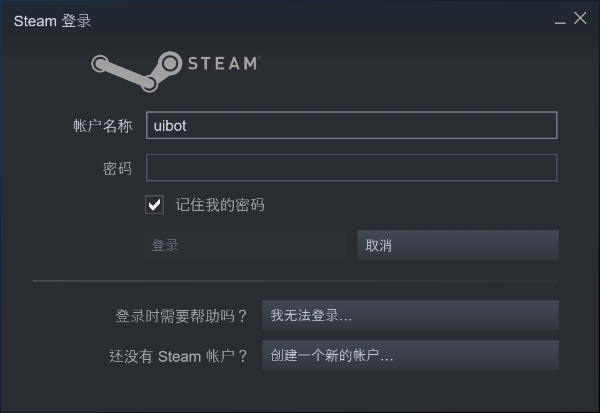 Steam 登录
STEAM
帐户名称 uibot
密码
记住我的密码
登录 取消
登录时需要帮助吗？ 我无法登录...
还没有 Steam 帐户？ 创建一个新的帐户...